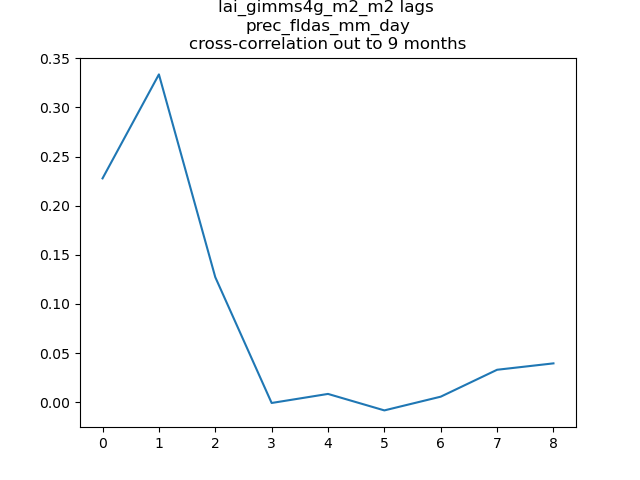 lai_gimms4g_m2_m2 lags
prec_fldas_mm_day
cross-correlation out to 9 months
0.35
0.30
0.25
0.20
0.15
0.10
0.05
0.00
0 1 2 3 4 5 6 7 8